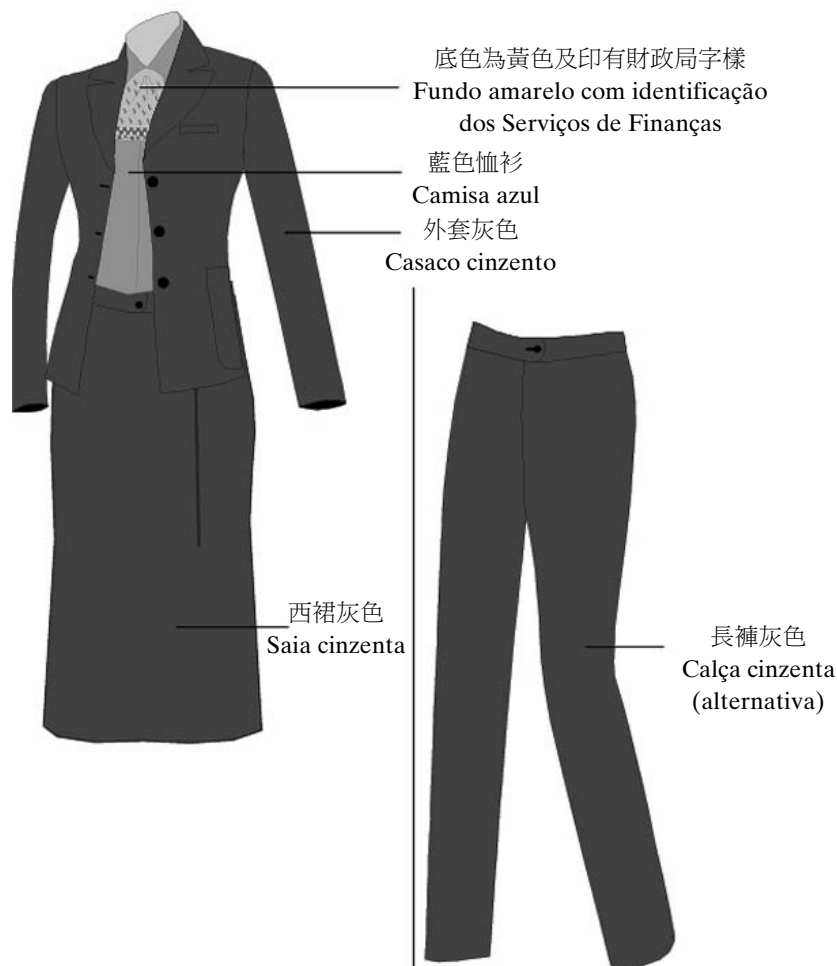 底色為黃色及印有財政局字樣
Fundo amarelo com identificação
dos Serviços de Finanças
藍色恤衫
Camisa azul
外套灰色
Casaco cinzento
西裙灰色
Saia cinzenta
長褲灰色
Calça cinzenta
(alternativa)